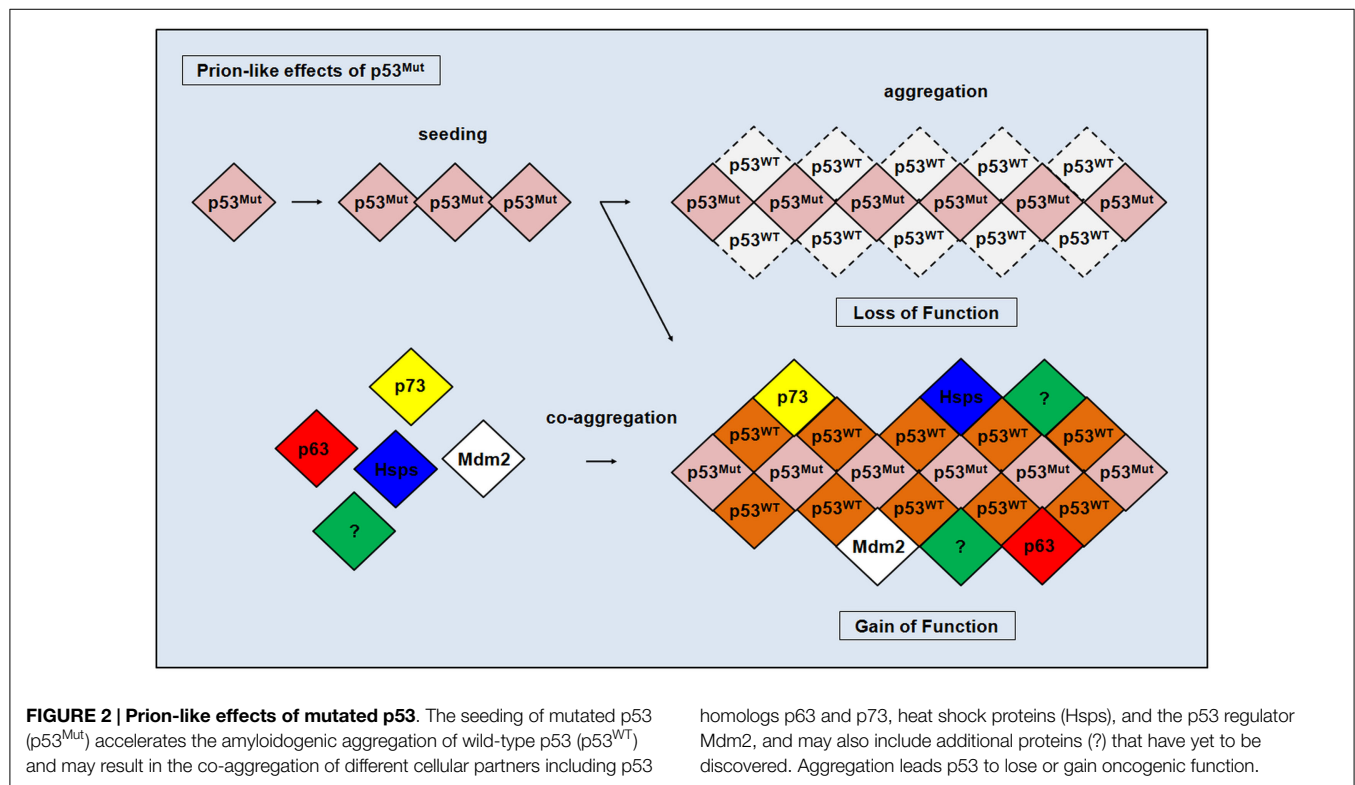 Prion-like effects of p53Mut
aggregation
seeding
p53WT p53WT p53WT p53WT p53WT
p53Mut p53Mut p53Mut p53Mut p53Mut p53Mut p53Mut p53Mut p53Mut p53Mut
p53WT p53WT p53WT p53WT p53WT
Loss of Function
p73
p63
Hsps
Mdm2
?
co-aggregation
p73 Hsps ?
p53WT p53WT p53WT p53WT p53WT
p53Mut p53Mut p53Mut p53Mut p53Mut p53Mut
p53WT p53WT p53WT p53WT p53WT
Mdm2 ? p63
Gain of Function
FIGURE 2 | Prion-like effects of mutated p53. The seeding of mutated p53
(p53Mut) accelerates the amyloidogenic aggregation of wild-type p53 (p53WT)
and may result in the co-aggregation of different cellular partners including p53
homologs p63 and p73, heat shock proteins (Hsps), and the p53 regulator
Mdm2, and may also include additional proteins (?) that have yet to be
discovered. Aggregation leads p53 to lose or gain oncogenic function.